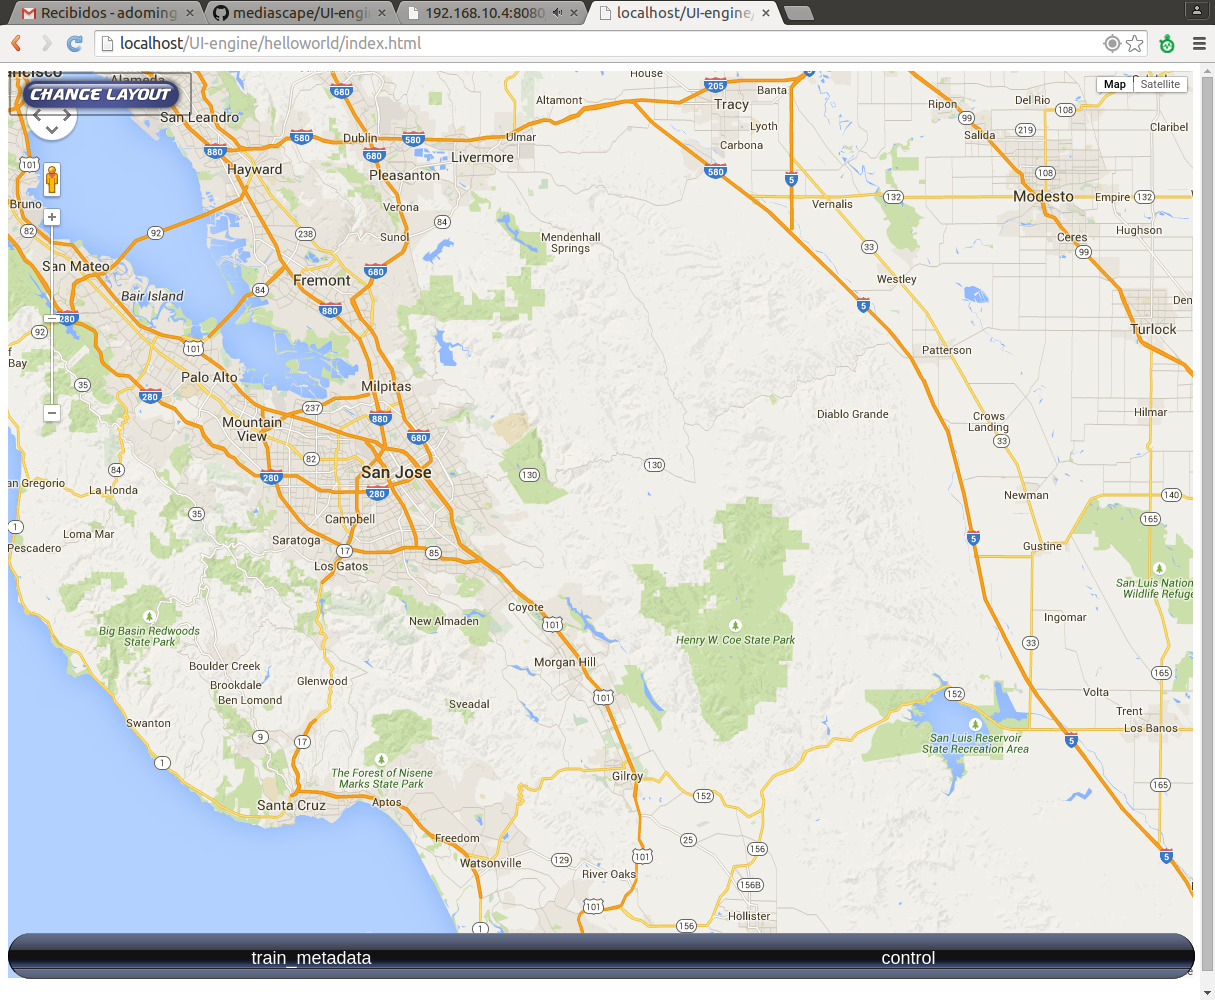 Recibidos - adoming
mediascape/UI-engi
192.168.10.4:8080
localhost/UI-engine/
localhost/UI-engine/helloworld/index.html
CHANGE LAYOUT
Map
Satellite
Alameda
San Leandro
Hayward
Bruno
San Mateo
Bair Island
Fremont
Palo Alto
Mountain
View
Milpitas
San Jose
Campbell
Saratoga
Los Gatos
La Honda
Loma Mar
Pescadero
Bay
House
Altamont
Tracy
Banta
Lyoth
Carbona
Dublin
Ulmar
Livermore
Pleasanton
Verona
Sunol
Mendenhall
Springs
Ripon
Del Rio
Salida
Claribel
Modesto
Empire
Vernalis
Hughson
Ceres
Westley
Turlock
Patterson
Diablo Grande
Crows
Landing
Hilmar
Newman
Gustine
San Luis Nation
Wildlife Refuge
Ingomar
Volta
Trent
Los Banos
San Luis Reservoir
State Recreation Area
Henry W. Coe State Park
Coyote
New Almaden
Morgan Hill
Big Basin Redwoods
State Park
Boulder Creek
Brookdale
Ben Lomond
Glenwood
Sveadal
Swanton
The Forest of Nisene
Marks State Park
Gilroy
Santa Cruz
Aptos
Freedom
Watsonville
River Oaks
Hollister
580
680
880
205
5
101
92
84
238
280
35
237
82
85
17
130
132
33
99
108
219
140
165
152
156
156B
25
129
1
9
train_metadata
control